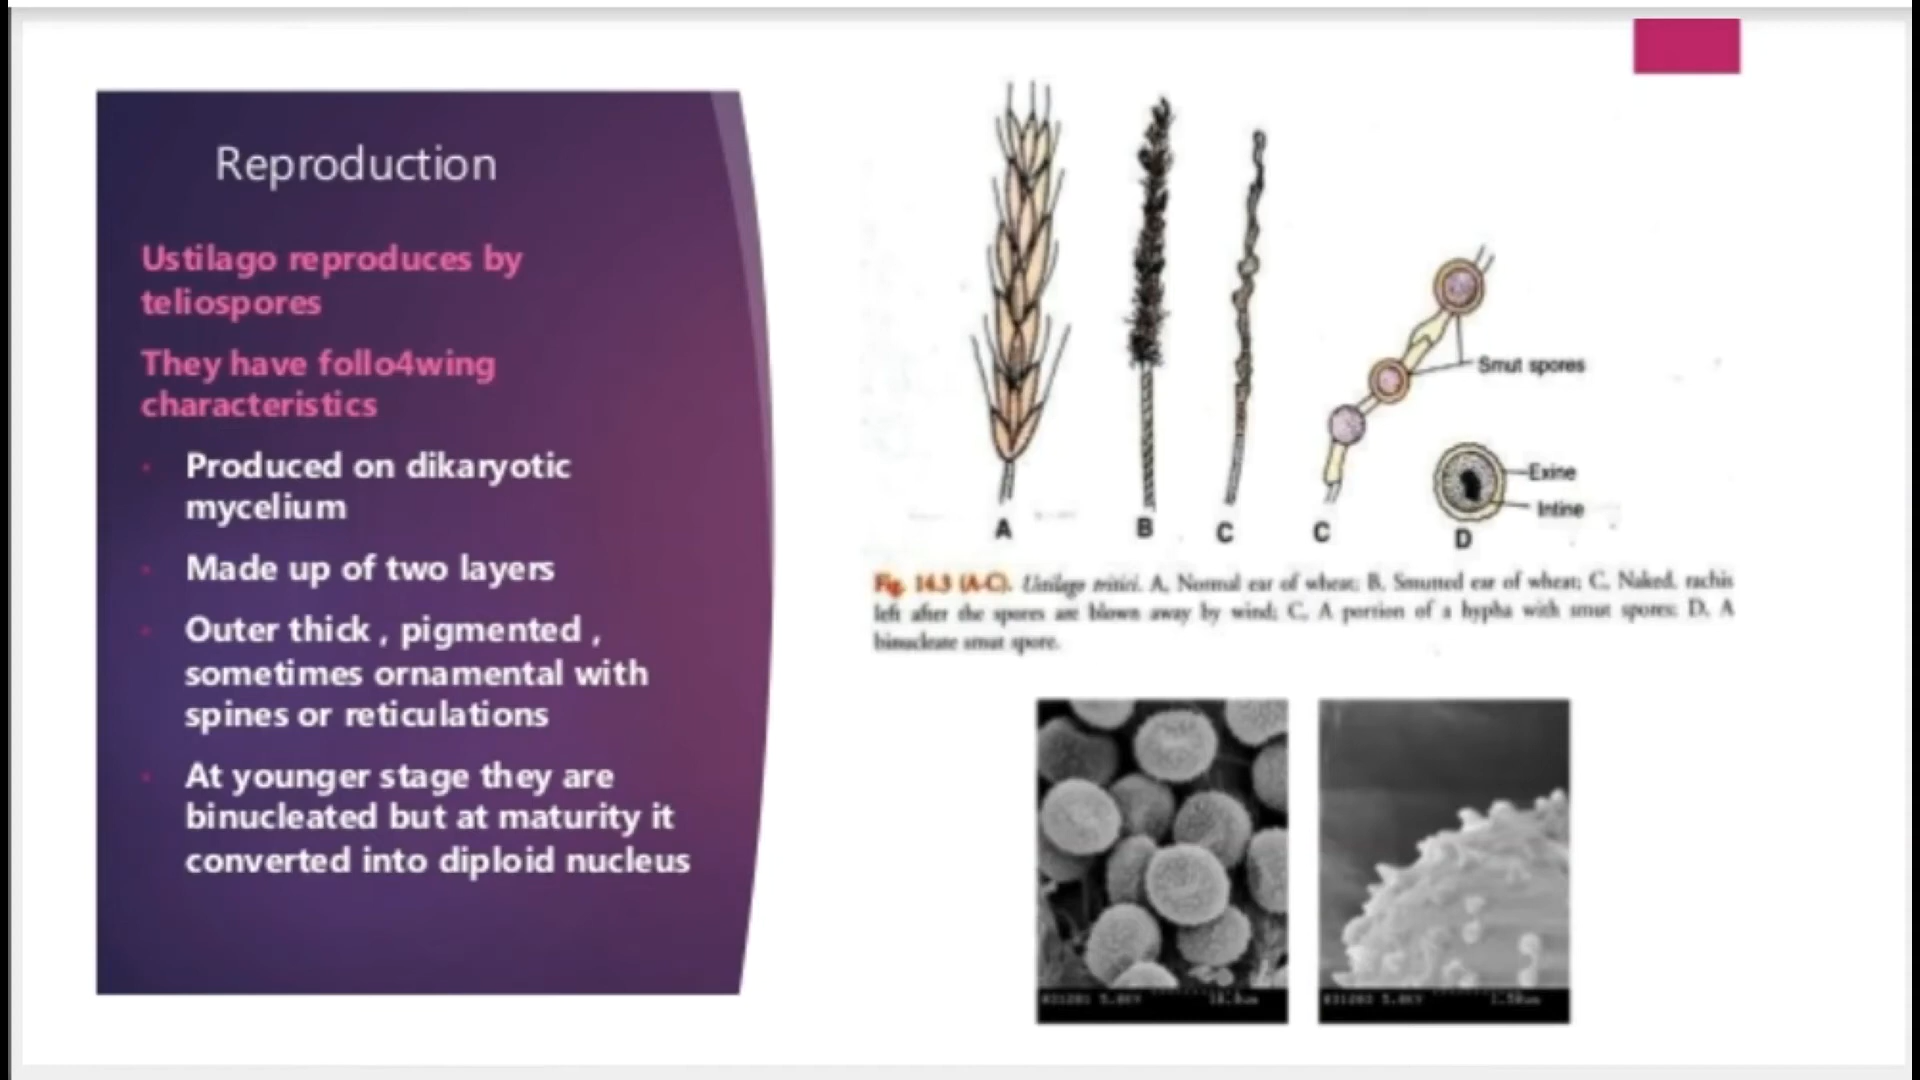 Reproduction
Ustilago reproduces by
teliospores
They have follo4wing
characteristics
Produced on dikaryotic
mycelium
Made up of two layers
Outer thick , pigmented ,
sometimes ornamental with
spines or reticulations
At younger stage they are
binucleated but at maturity it
converted into diploid nucleus
Smut spores
Exine
Intine
A B C C D
Fig. 14.3 (A-C). Ustilago tritici. A, Normal ear of wheat; B, Smutted ear of wheat; C, Naked, rachis
left after the spores are blown away by wind; C, A portion of a hypha with smut spores; D, A
binucleate smut spore.